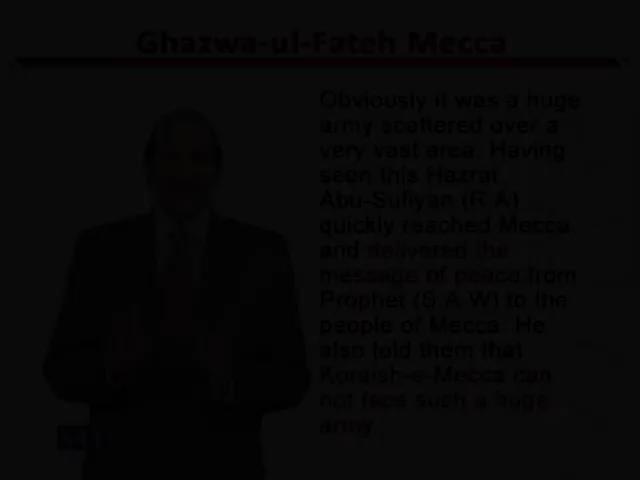 Ghazwa-ul-Fateh Mecca
Obviously it was a huge
army scattered over a
very vast area. Having
seen this Hazrat
Abu-Sufiyan (R.A)
quickly reached Mecca
and delivered the
message of peace from
Prophet (S.A.W) to the
people of Mecca. He
also told them that
Koraish-e-Mecca can
not face such a huge
army.